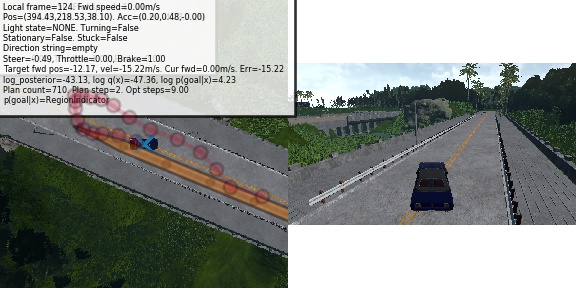 Local frame=124. Fwd speed=0.00m/s
Pos=(394.43,218.53,38.10). Acc=(0.20,0.48,-0.00)
Light state=NONE. Turning=False
Stationary=False. Stuck=False
Direction string=empty
Steer=-0.49, Throttle=0.00, Brake=1.00
Target fwd pos=-12.17, vel=-15.22m/s. Cur fwd=0.00m/s. Err=-15.22
log_posterior=-43.13, log q(x)=-47.36, log p(goal|x)=4.23
Plan count=710, Plan step=2. Opt steps=9.00
p(goal|x)=RegionIndicator